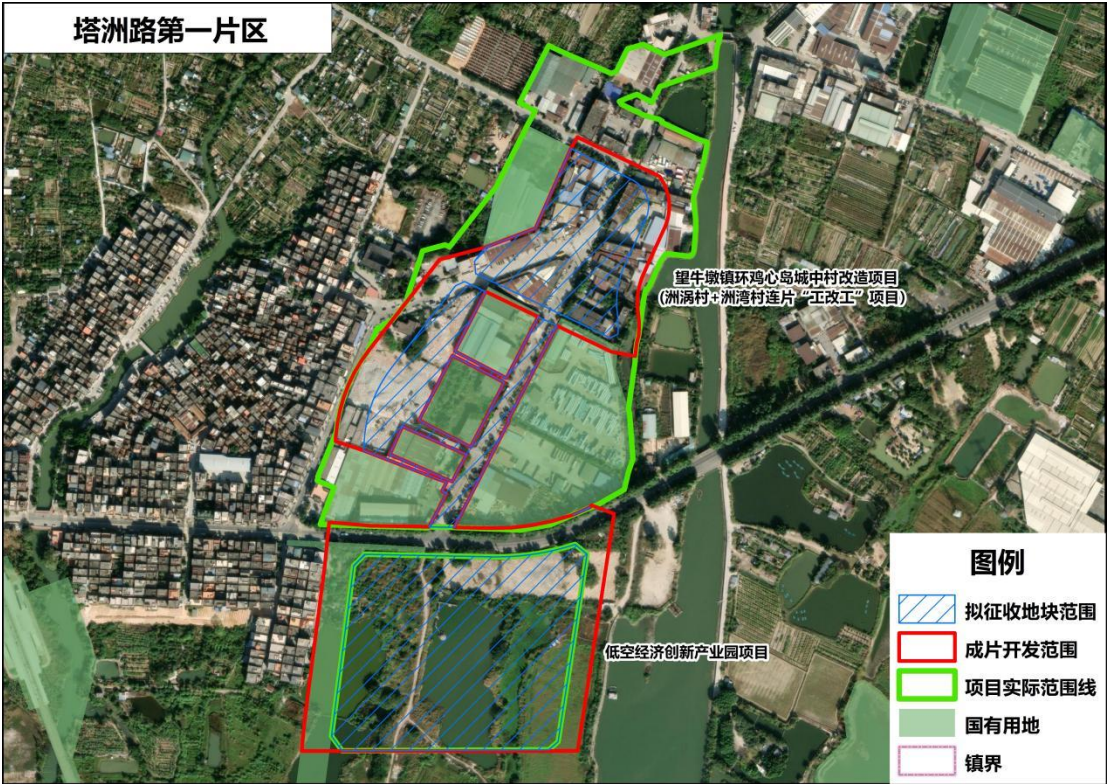 塔洲路第一片区
望牛墩镇环鸡心岛城中村改造项目
(洲涡村+洲湾村连片“工改工”项目)
低空经济创新产业园项目
图例
拟征收地块范围
成片开发范围
项目实际范围线
国有用地
镇界